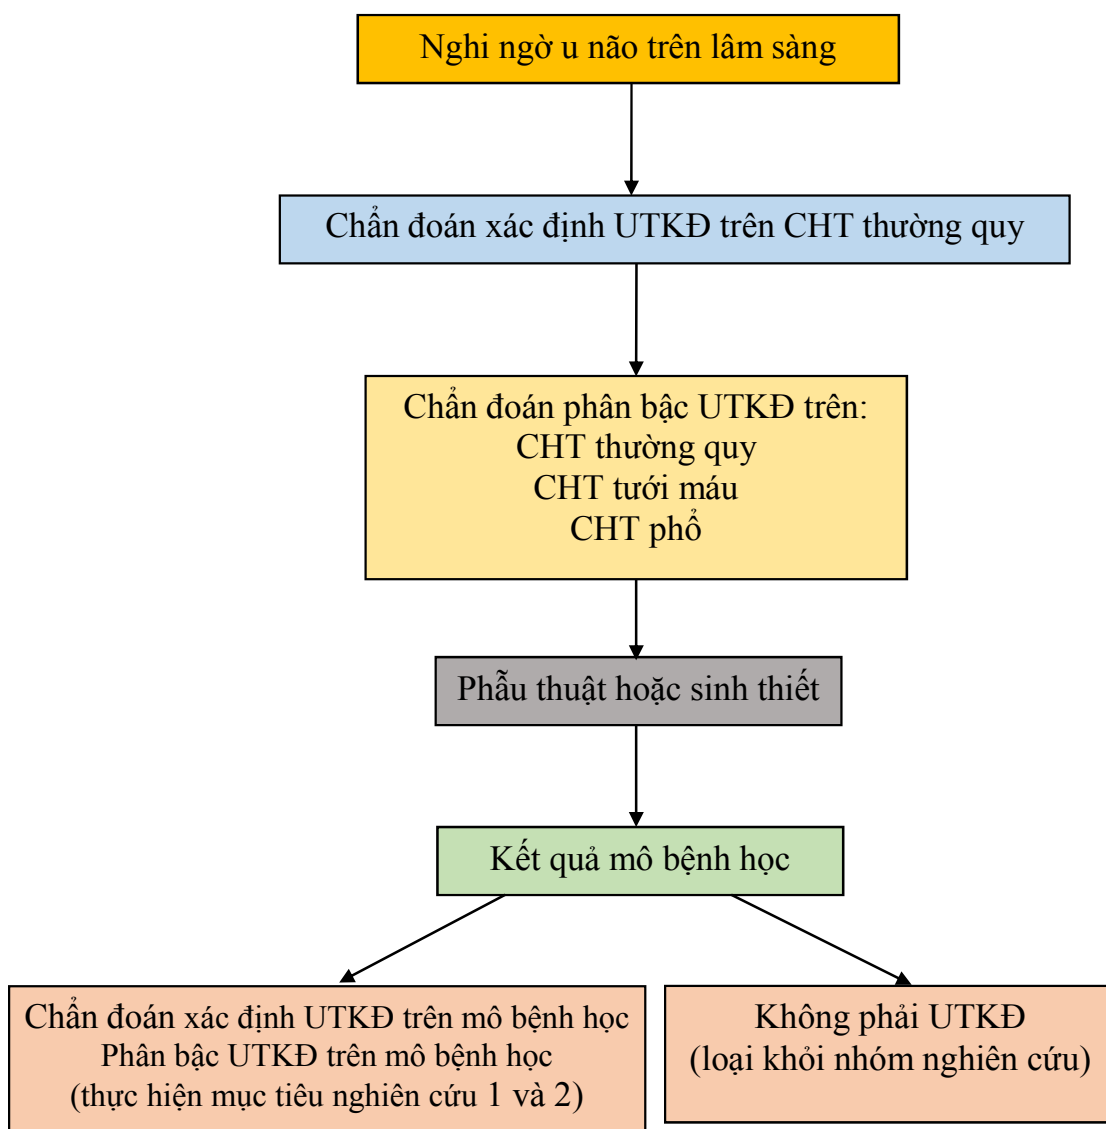 Nghi ngờ u não trên lâm sàng
Chẩn đoán xác định UTKĐ trên CHT thường quy
Chẩn đoán phân bậc UTKĐ trên:
CHT thường quy
CHT tưới máu
CHT phổ
Phẫu thuật hoặc sinh thiết
Kết quả mô bệnh học
Chẩn đoán xác định UTKĐ trên mô bệnh học
Phân bậc UTKĐ trên mô bệnh học
(thực hiện mục tiêu nghiên cứu 1 và 2)
Không phải UTKĐ
(loại khỏi nhóm nghiên cứu)